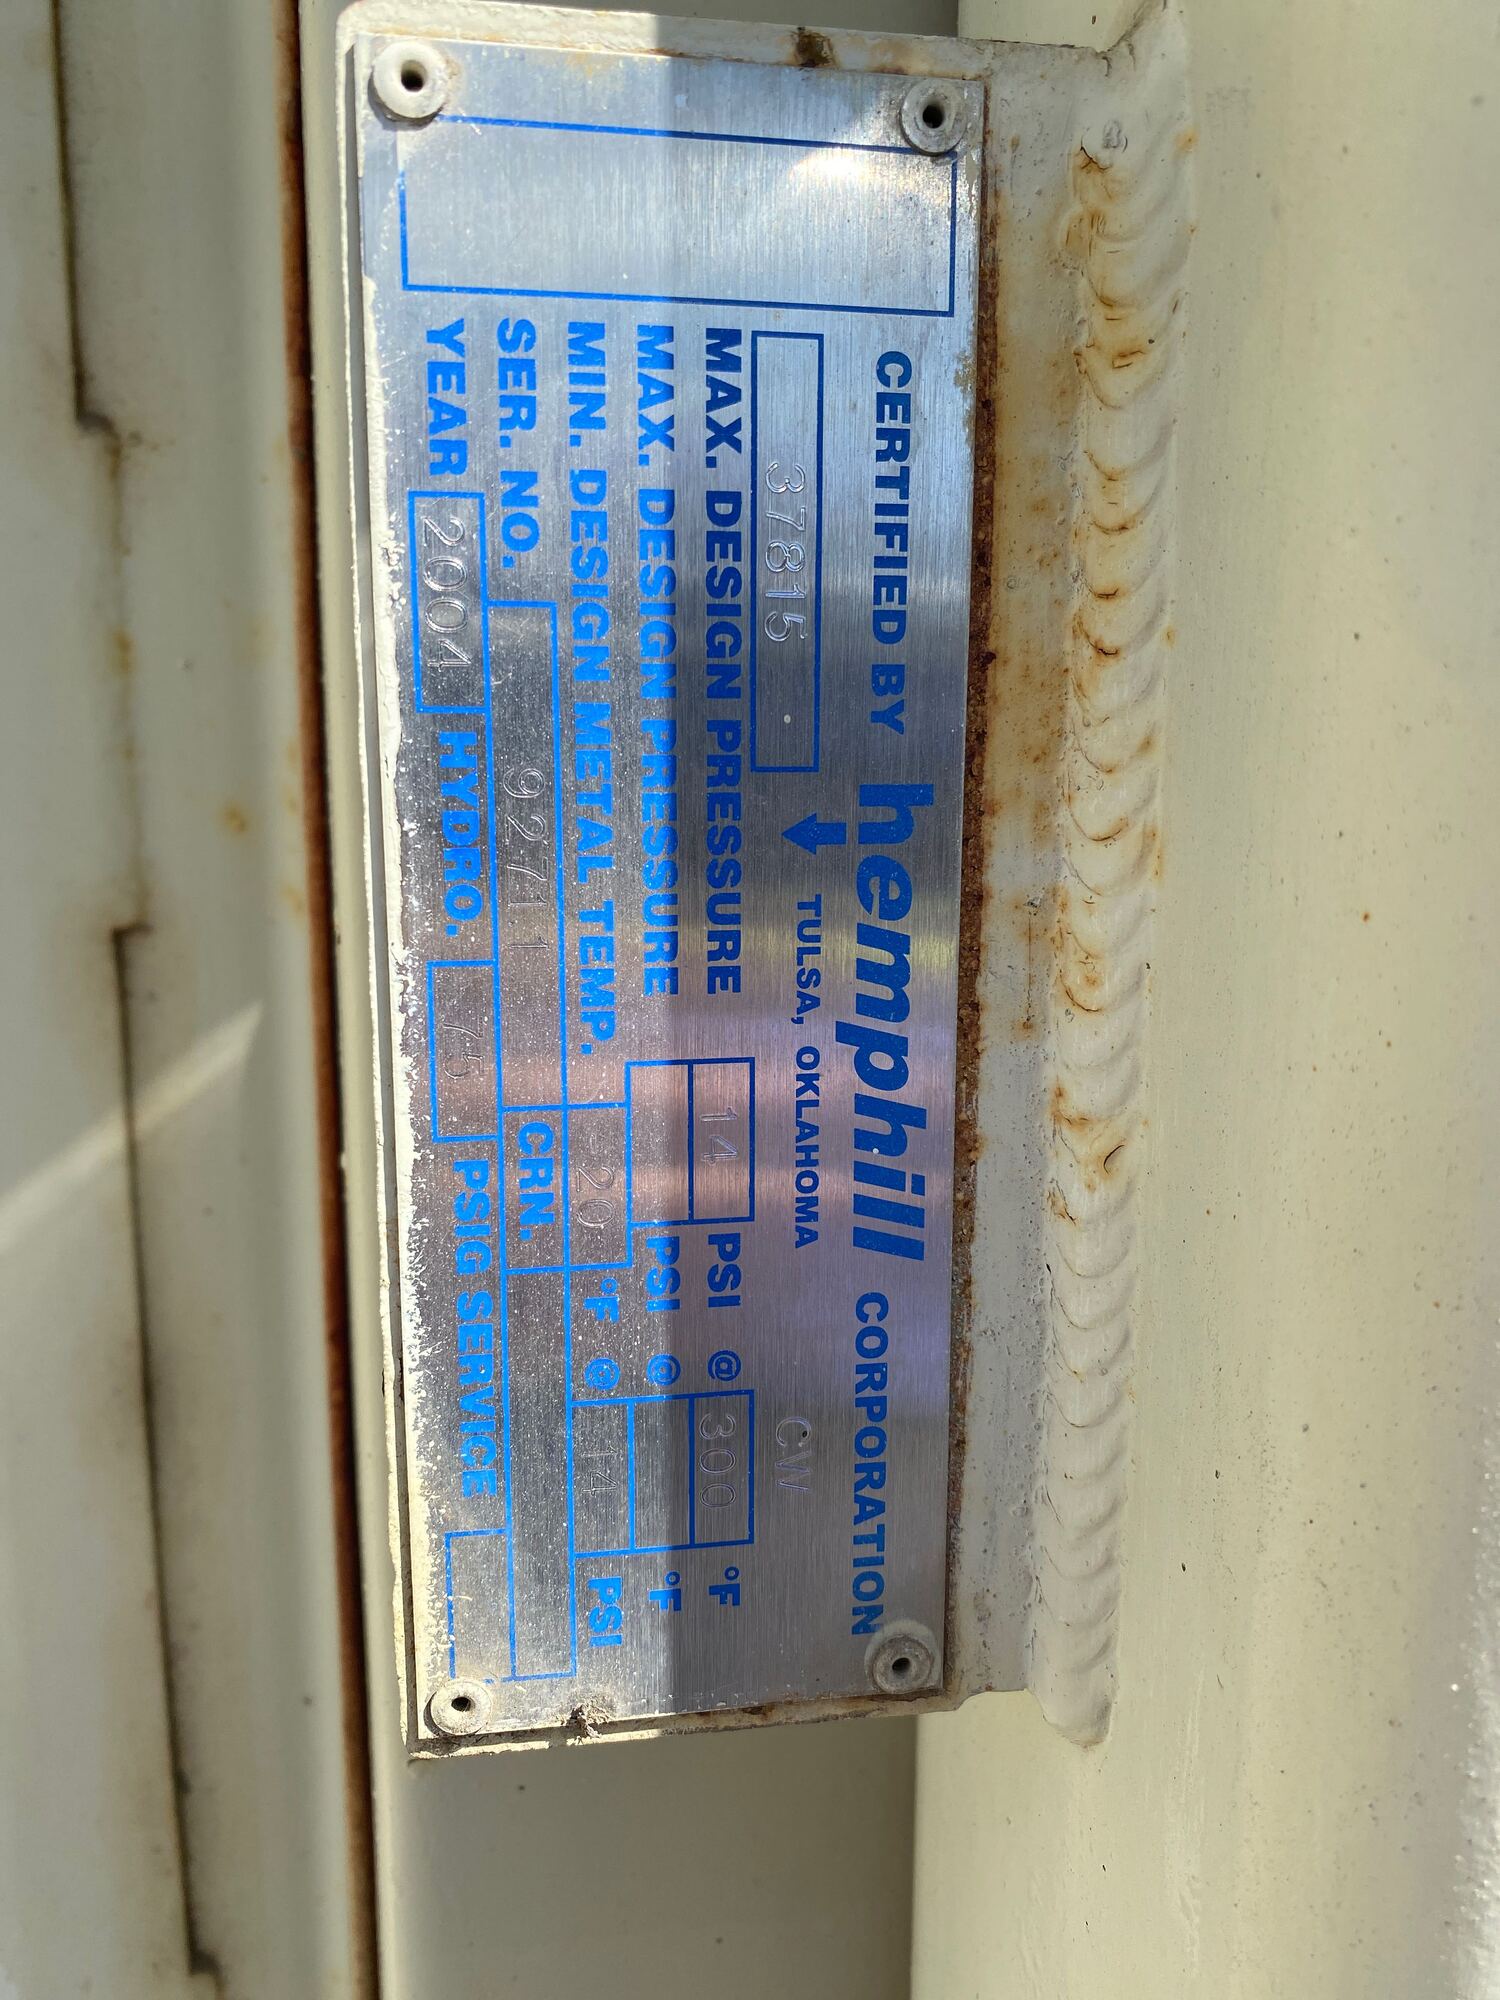 CERTIFIED BY hemphill CORPORATION
37815 TULSA, OKLAHOMA CW
MAX. DESIGN PRESSURE 14 PSI @ 300 °F
MAX. DESIGN PRESSURE PSI @ °F
MIN. DESIGN METAL TEMP. -20 °F @ 14 PSI
SER. NO. 92711 CRN.
YEAR 2004 HYDRO. 75 PSIG SERVICE